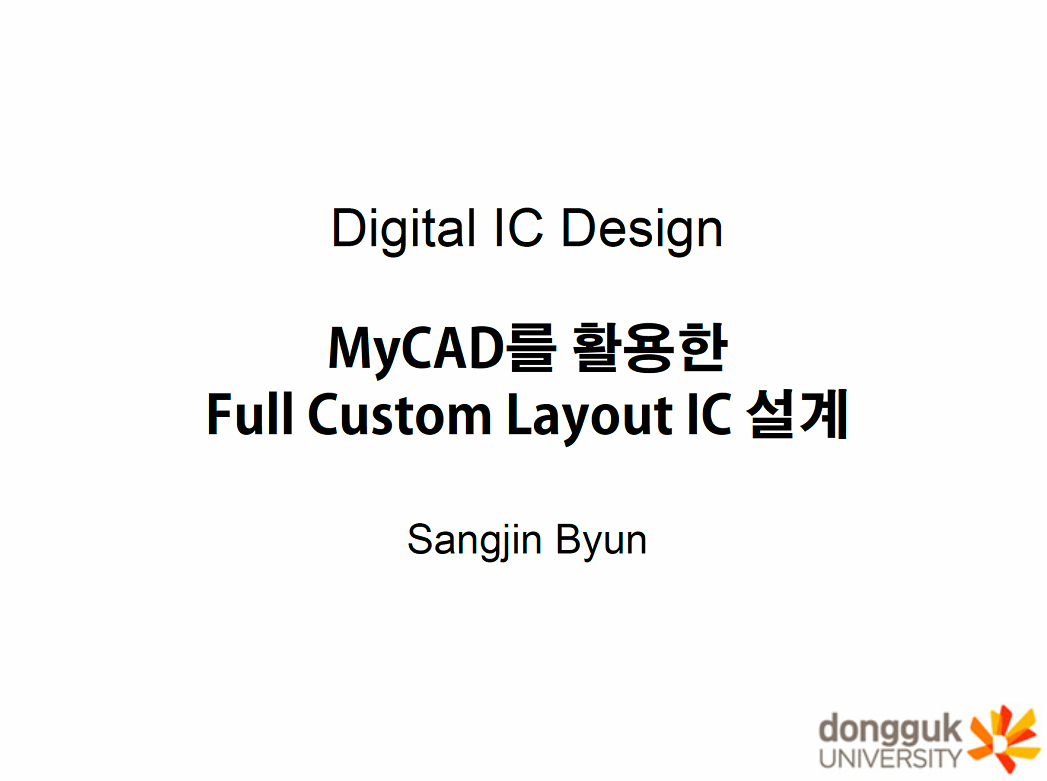 Digital IC Design
MyCAD를 활용한
Full Custom Layout IC 설계
Sangjin Byun
dongguk
UNIVERSITY